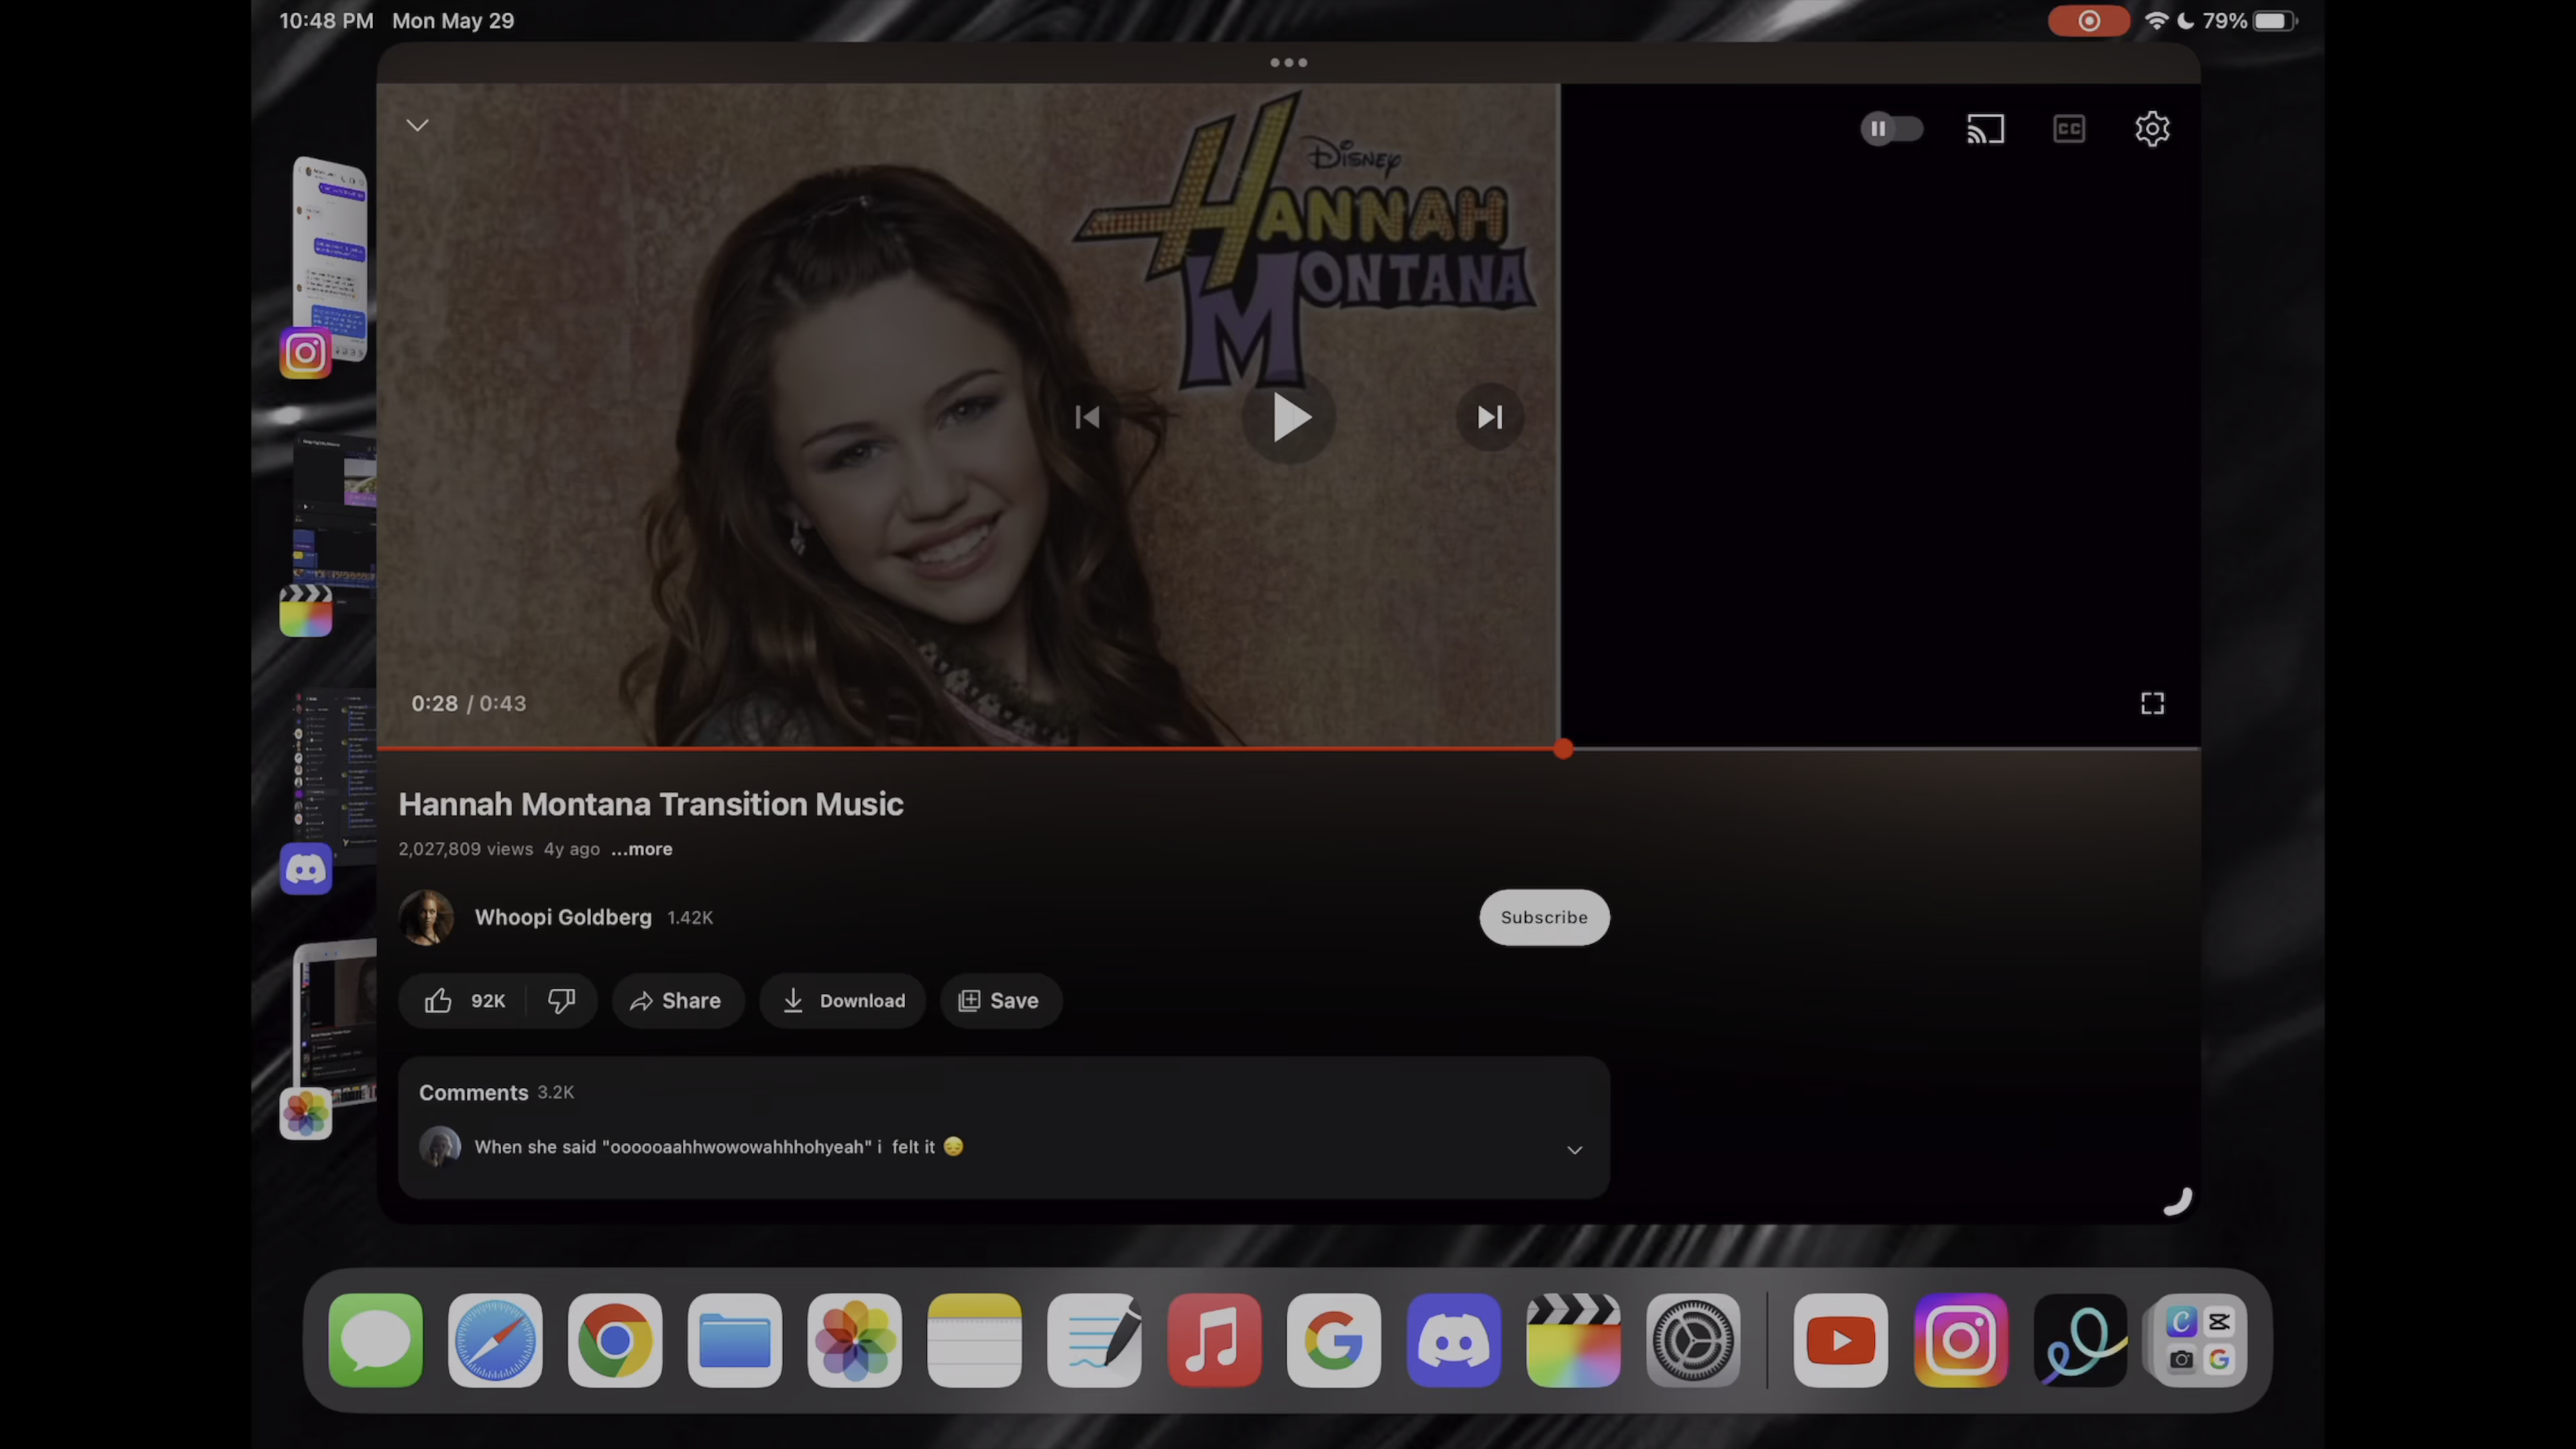 10:48 PM Mon May 29
79%
DISNEY
HANNAH
MONTANA
CC
0:28 / 0:43
Hannah Montana Transition Music
2,027,809 views 4y ago ...more
Whoopi Goldberg 1.42K
Subscribe
92K
Share
Download
Save
Comments 3.2K
When she said "oooooaahhwowowahhhohyeah" i felt it 😔